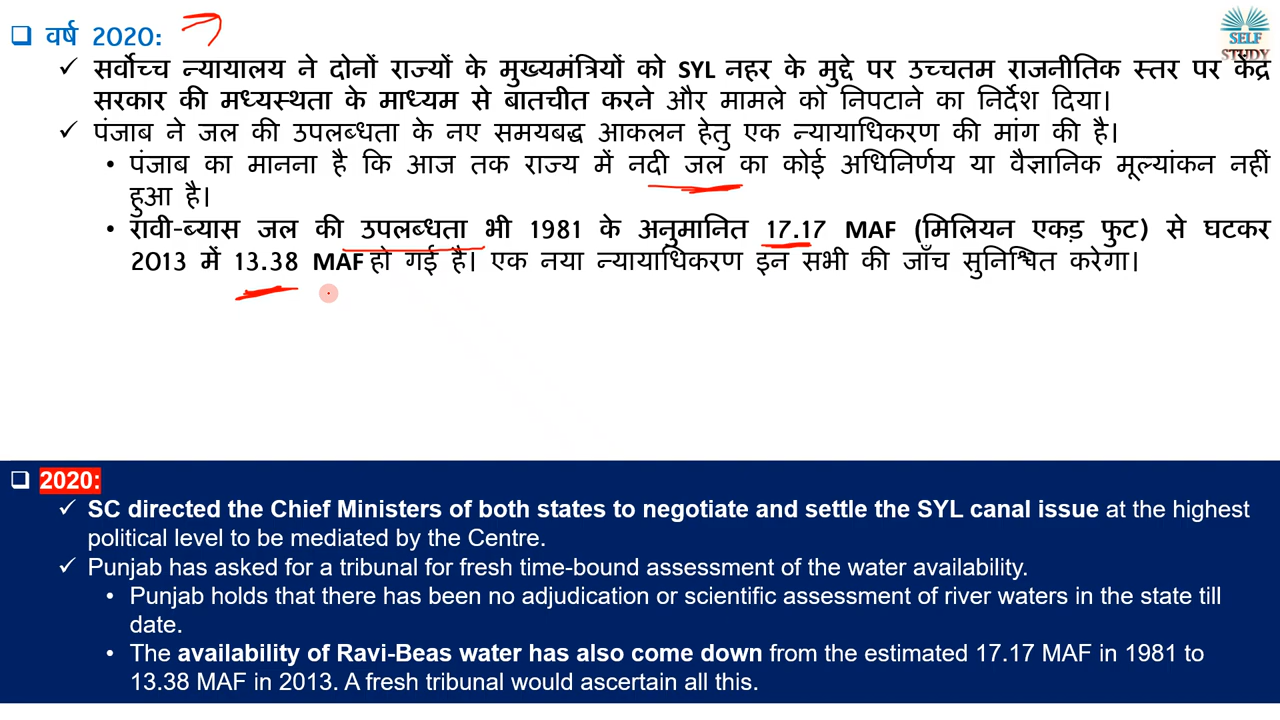 ❑ वर्ष 2020:
SELF
STUDY
✓ सर्वोच्च न्यायालय ने दोनों राज्यों के मुख्यमंत्रियों को SYL नहर के मुद्दे पर उच्चतम राजनीतिक स्तर पर केंद्र
सरकार की मध्यस्थता के माध्यम से बातचीत करने और मामले को निपटाने का निर्देश दिया।
✓ पंजाब ने जल की उपलब्धता के नए समयबद्ध आकलन हेतु एक न्यायाधिकरण की मांग की है।
• पंजाब का मानना है कि आज तक राज्य में नदी जल का कोई अधिनिर्णय या वैज्ञानिक मूल्यांकन नहीं
हुआ है।
• रावी-ब्यास जल की उपलब्धता भी 1981 के अनुमानित 17.17 MAF (मिलियन एकड़ फुट) से घटकर
2013 में 13.38 MAF हो गई है। एक नया न्यायाधिकरण इन सभी की जाँच सुनिश्चित करेगा।
❑ 2020:
✓ SC directed the Chief Ministers of both states to negotiate and settle the SYL canal issue at the highest
political level to be mediated by the Centre.
✓ Punjab has asked for a tribunal for fresh time-bound assessment of the water availability.
• Punjab holds that there has been no adjudication or scientific assessment of river waters in the state till
date.
• The availability of Ravi-Beas water has also come down from the estimated 17.17 MAF in 1981 to
13.38 MAF in 2013. A fresh tribunal would ascertain all this.